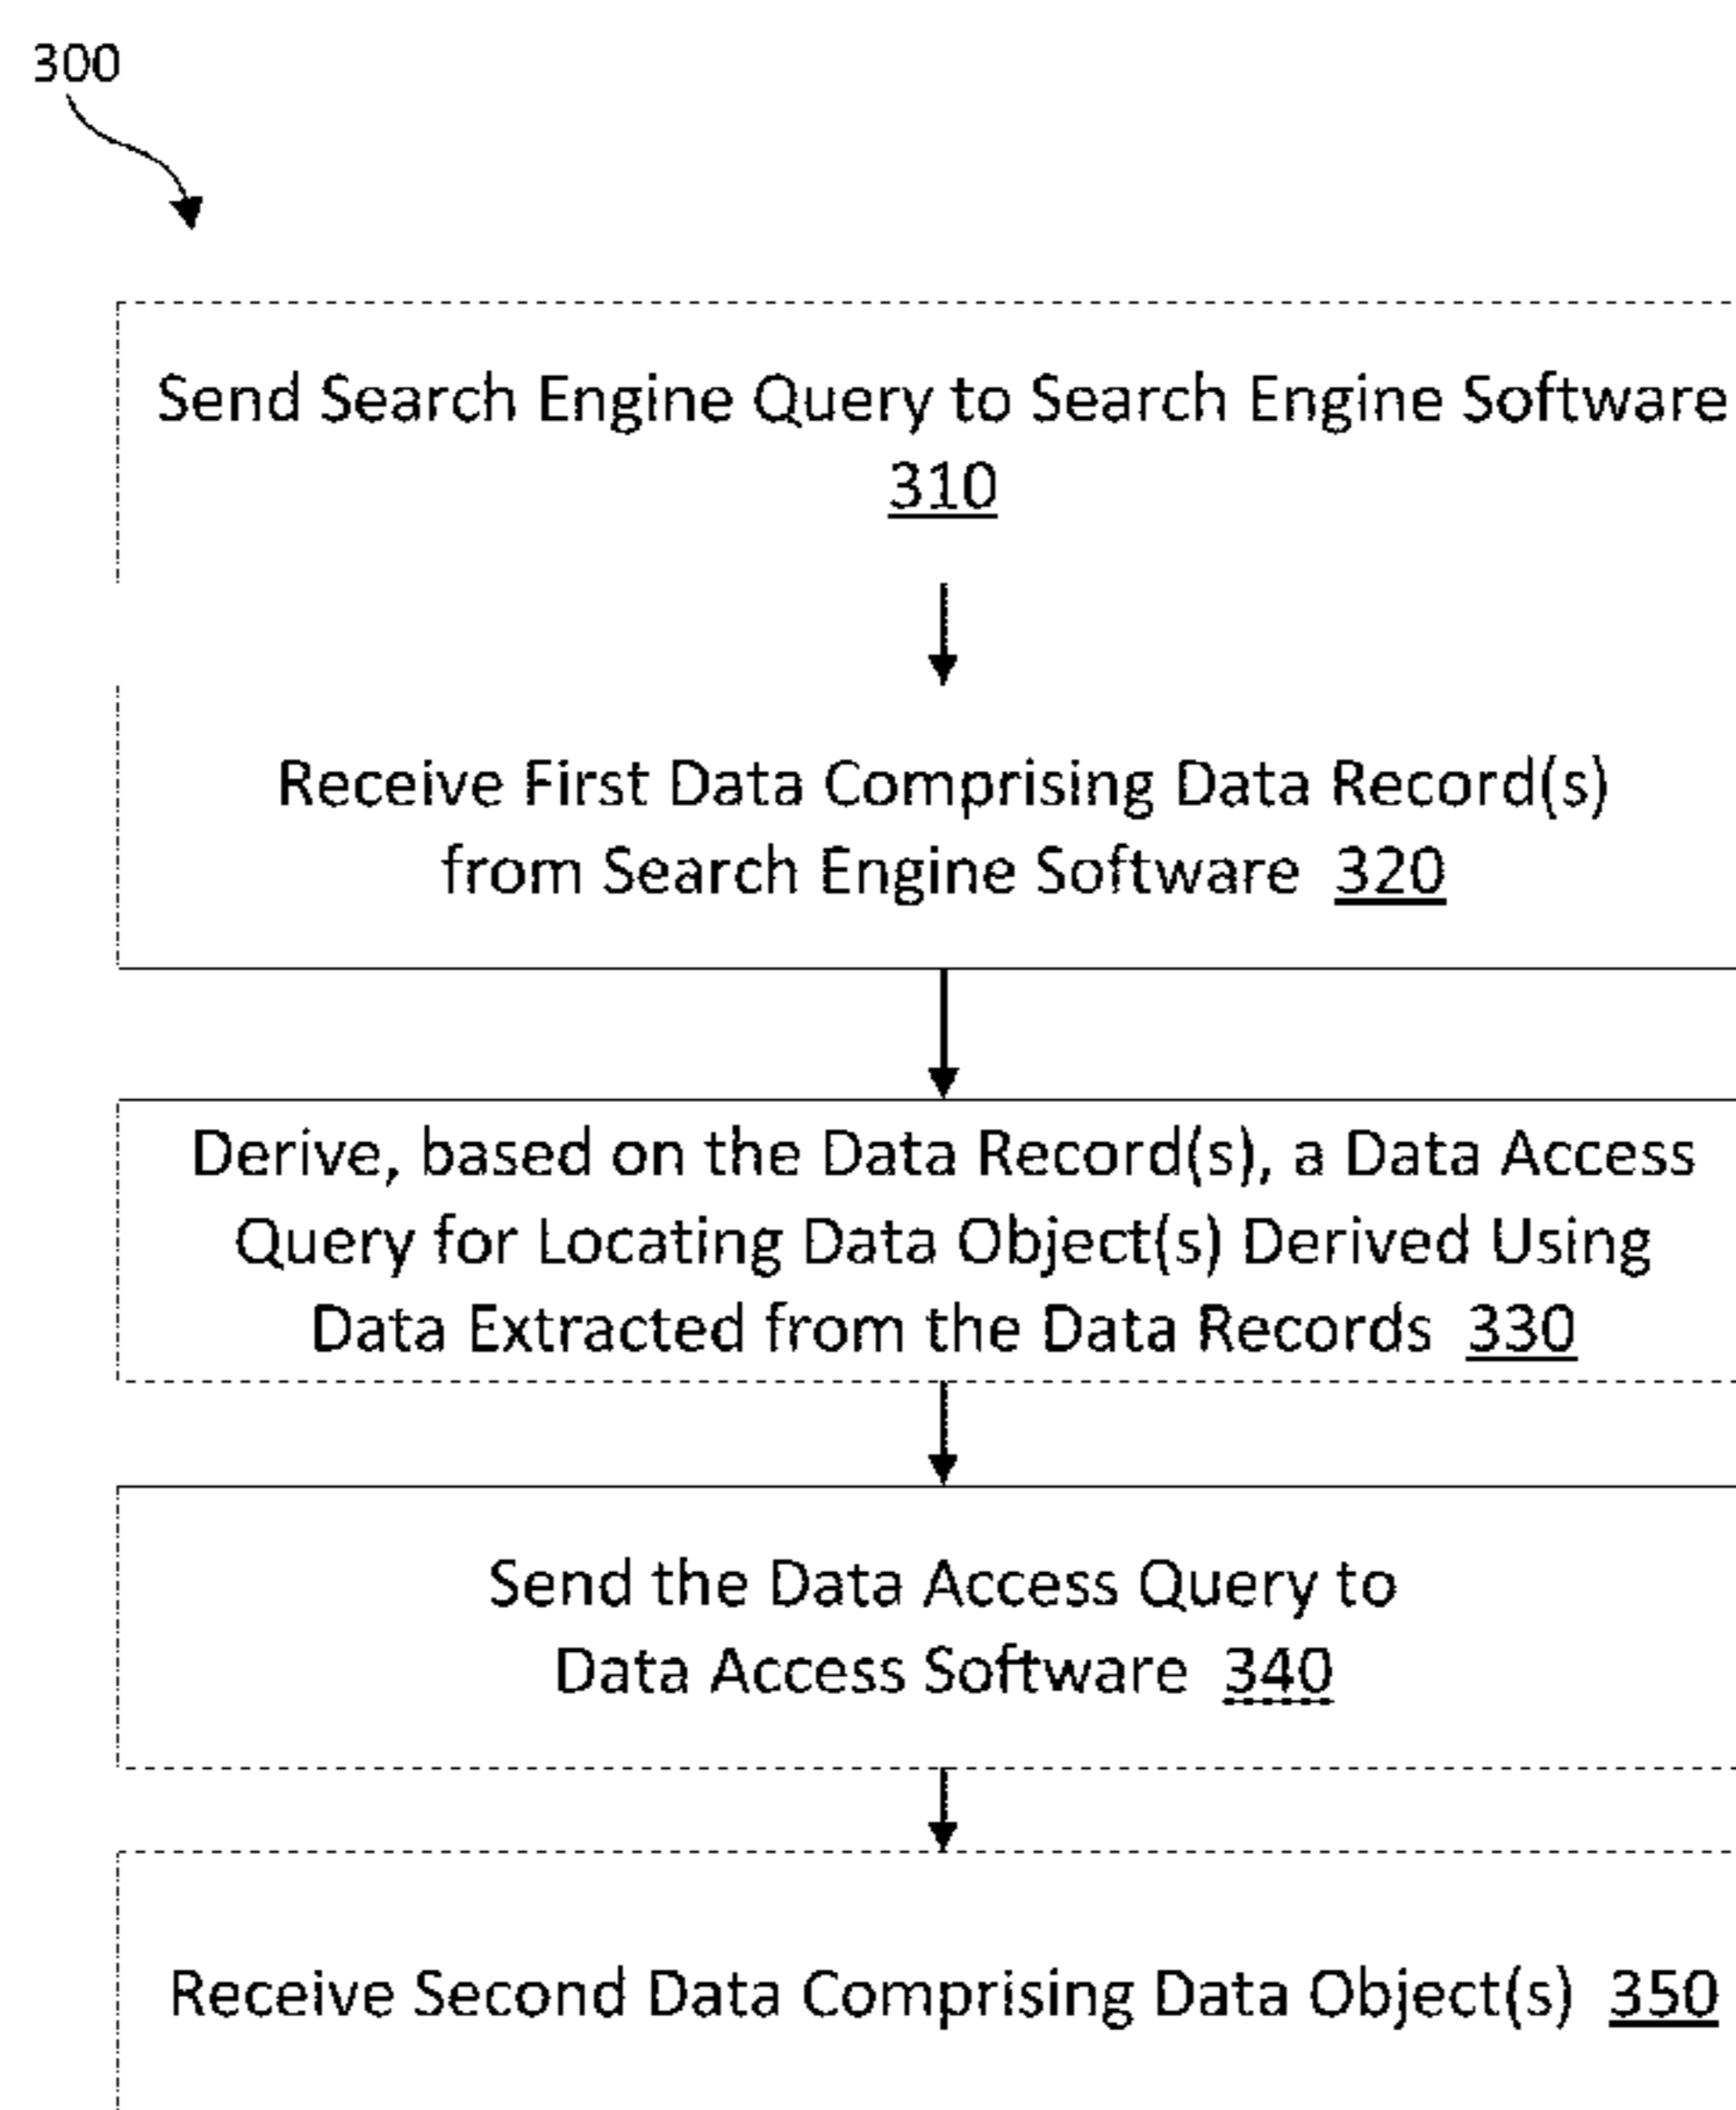 300
Send Search Engine Query to Search Engine Software
310
Receive First Data Comprising Data Record(s)
from Search Engine Software 320
Derive, based on the Data Record(s), a Data Access
Query for Locating Data Object(s) Derived Using
Data Extracted from the Data Records 330
Send the Data Access Query to
Data Access Software 340
Receive Second Data Comprising Data Object(s) 350